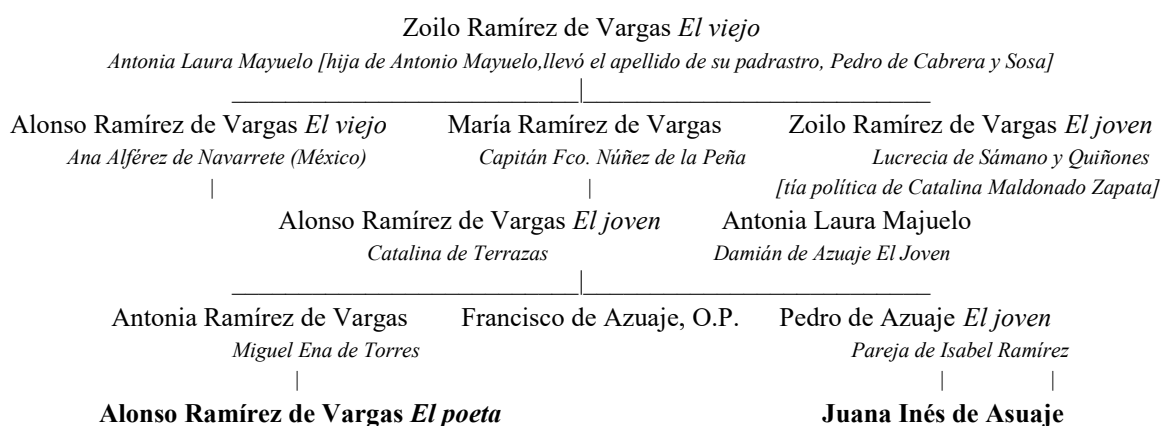 Zoilo Ramírez de Vargas El viejo
Antonia Laura Mayuelo [hija de Antonio Mayuelo,llevó el apellido de su padrastro, Pedro de Cabrera y Sosa]
Alonso Ramírez de Vargas El viejo María Ramírez de Vargas Zoilo Ramírez de Vargas El joven
Ana Alférez de Navarrete (México) Capitán Fco. Núñez de la Peña Lucrecia de Sámano y Quiñones
[tía política de Catalina Maldonado Zapata]
Alonso Ramírez de Vargas El joven Antonia Laura Majuelo
Catalina de Terrazas Damián de Azuaje El Joven
Antonia Ramírez de Vargas Francisco de Azuaje, O.P. Pedro de Azuaje El joven
Miguel Ena de Torres Pareja de Isabel Ramírez
Alonso Ramírez de Vargas El poeta Juana Inés de Asuaje